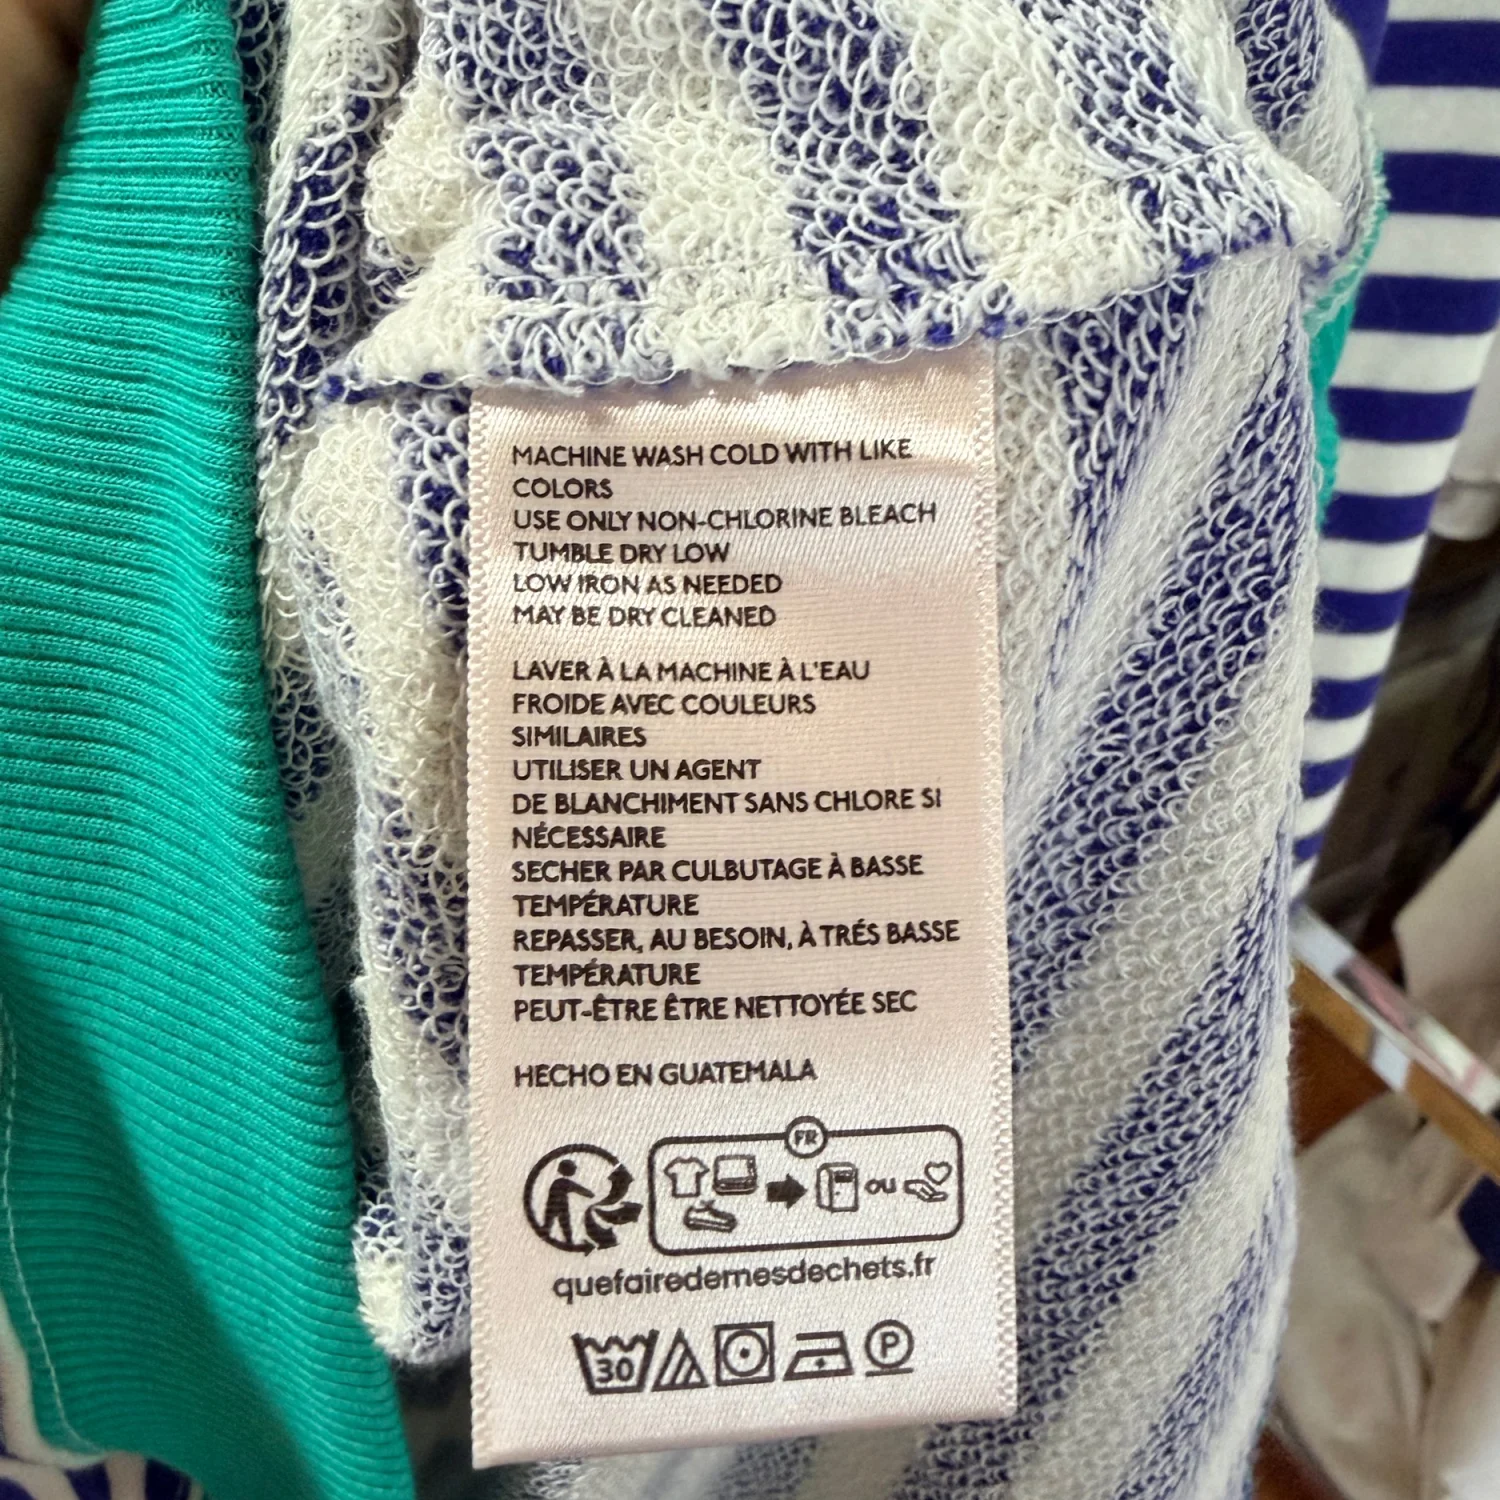 MACHINE WASH COLD WITH LIKE
COLORS
USE ONLY NON-CHLORINE BLEACH
TUMBLE DRY LOW
LOW IRON AS NEEDED
MAY BE DRY CLEANED
LAVER À LA MACHINE À L'EAU
FROIDE AVEC COULEURS
SIMILAIRES
UTILISER UN AGENT
DE BLANCHIMENT SANS CHLORE SI
NÉCESSAIRE
SECHER PAR CULBUTAGE À BASSE
TEMPÉRATURE
REPASSER, AU BESOIN, À TRÉS BASSE
TEMPÉRATURE
PEUT-ÊTRE ÊTRE NETTOYÉE SEC
HECHO EN GUATEMALA
FR
OU
quefairedemesdechets.fr
30 P